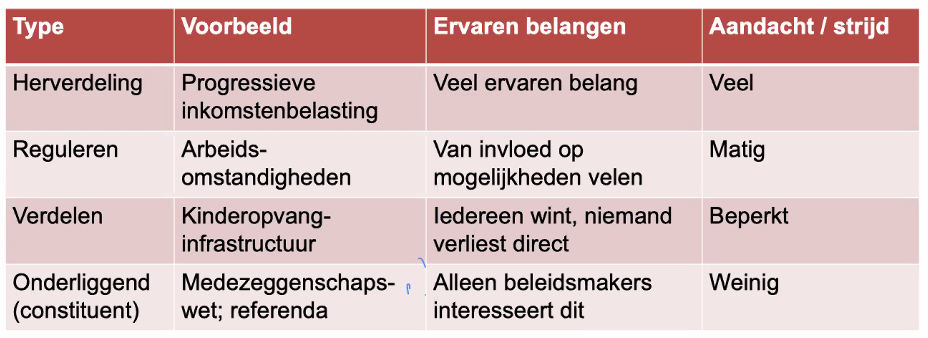 Type Voorbeeld Ervaren belangen Aandacht / strijd
Herverdeling Progressieve Veel ervaren belang Veel
inkomstenbelasting
Reguleren Arbeids- Van invloed op Matig
omstandigheden mogelijkheden velen
Verdelen Kinderopvang- Iedereen wint, niemand Beperkt
infrastructuur verliest direct
Onderliggend Medezeggenschaps- Alleen beleidsmakers Weinig
(constituent) wet; referenda interesseert dit